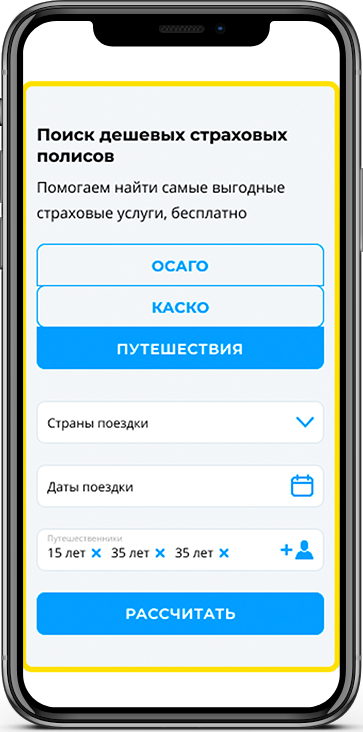 Поиск дешевых страховых
полисов
Помогаем найти самые выгодные
страховые услуги, бесплатно
ОСАГО
КАСКО
ПУТЕШЕСТВИЯ
Страны поездки
Даты поездки
Путешественники
15 лет × 35 лет × 35 лет ×
РАССЧИТАТЬ